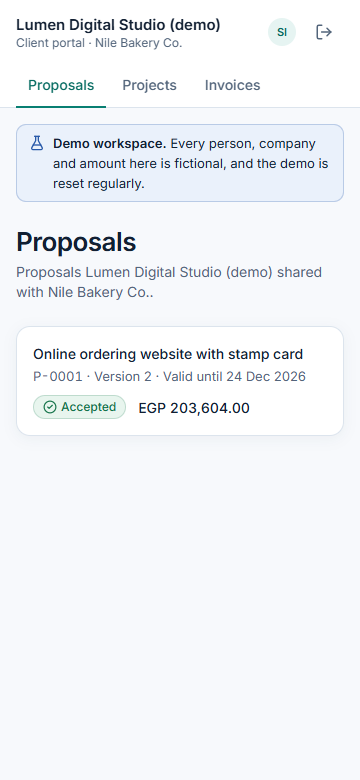 Lumen Digital Studio (demo)
Client portal · Nile Bakery Co.
SI
Proposals
Projects
Invoices
Demo workspace. Every person, company
and amount here is fictional, and the demo is
reset regularly.
Proposals
Proposals Lumen Digital Studio (demo) shared
with Nile Bakery Co..
Online ordering website with stamp card
P-0001 · Version 2 · Valid until 24 Dec 2026
Accepted
EGP 203,604.00